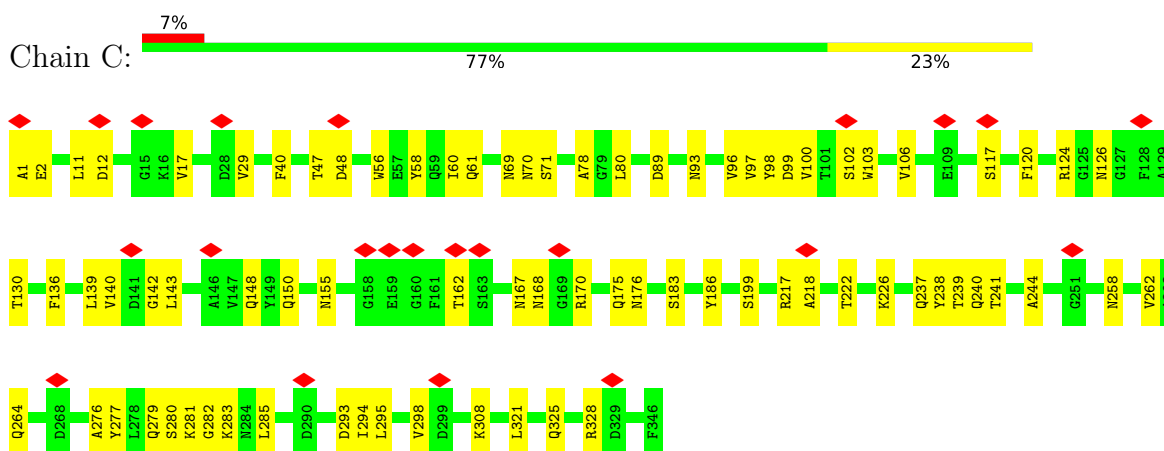 7%
Chain C:
77% 23%
A1 E2 L11 D12 G15 K16 V17 D28 V29 F40 T47 D48 W56 E57 Y58 Q59 I60 Q61 N69 N70 S71 A78 G79 L80 D89 N93 V96 V97 Y98 D99 V100 T101 S102 W103 V106 E109 S117 F120 R124 G125 N126 G127 F128 A129
T130 F136 L139 V140 D141 G142 L143 A146 V147 Q148 Y149 Q150 N155 G158 E159 G160 F161 T162 S163 N167 N168 G169 R170 Q175 N176 S183 Y186 S199 R217 A218 T222 K226 Q237 Y238 T239 Q240 T241 A244 G251 N258 V262
Q264 D268 A276 Y277 L278 Q279 S280 K281 G282 K283 N284 L285 D290 D293 I294 L295 V298 D299 K308 L321 Q325 R328 D329 F346